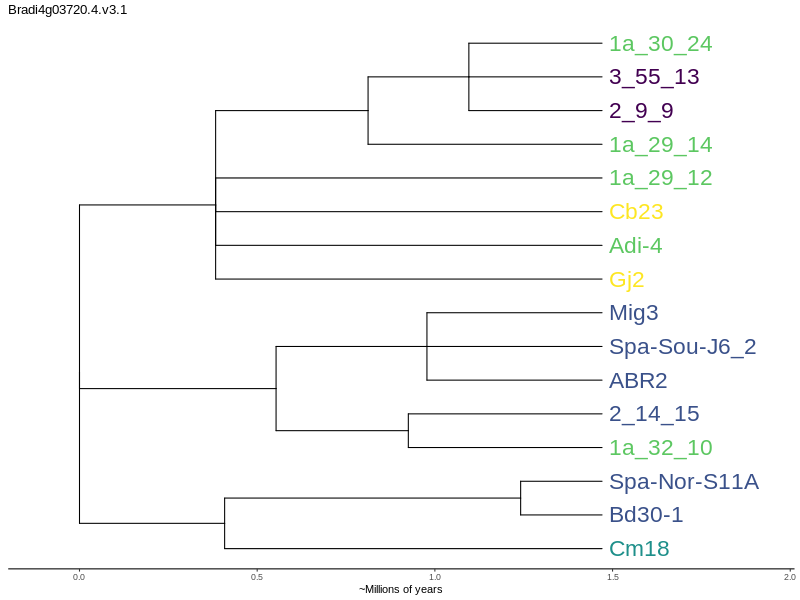 Bradi4g03720.4.v3.1
1a_30_24
3_55_13
2_9_9
1a_29_14
1a_29_12
Cb23
Adi-4
Gj2
Mig3
Spa-Sou-J6_2
ABR2
2_14_15
1a_32_10
Spa-Nor-S11A
Bd30-1
Cm18
0.0 0.5 1.0 1.5 2.0
~Millions of years